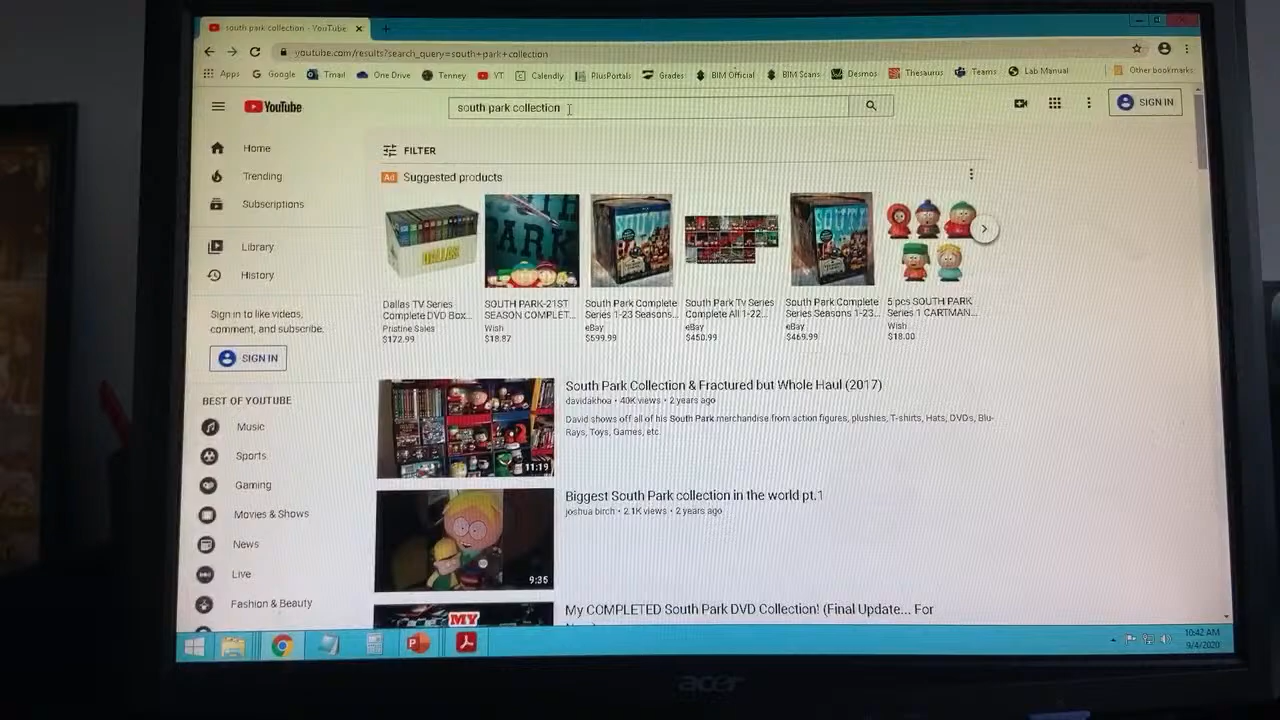 south park collection - YouTube
youtube.com/results?search_query=south+park+collection
Apps Google Tmail One Drive Tenney VT Calendly PlusPortals Grades BIM Official BIM Scans Desmos Thesaurus Teams Lab Manual Other bookmarks
YouTube
south park collection
SIGN IN
Home
Trending
Subscriptions
Library
History
Sign in to like videos,
comment, and subscribe.
SIGN IN
BEST OF YOUTUBE
Music
Sports
Gaming
Movies & Shows
News
Live
Fashion & Beauty
FILTER
Ad Suggested products
DALLAS
PARK
Dallas TV Series
Complete DVD Box...
Pristine Sales
$172.99
SOUTH PARK-21ST
SEASON COMPLET...
Wish
$18.87
South Park Complete
Series 1-23 Seasons...
eBay
$599.99
South Park Tv Series
Complete All 1-22...
eBay
$450.99
South Park Complete
Series Seasons 1-23...
eBay
$469.99
5 pcs SOUTH PARK
Series 1 CARTMAN...
Wish
$18.00
South Park Collection & Fractured but Whole Haul (2017)
davidakhoa • 40K views • 2 years ago
David shows off all of his South Park merchandise from action figures, plushies, T-shirts, Hats, DVDs, Blu-
Rays, Toys, Games, etc.
11:19
Biggest South Park collection in the world pt.1
joshua birch • 2.1K views • 2 years ago
9:35
My COMPLETED South Park DVD Collection! (Final Update... For
MY
10:42 AM
9/4/2020
acer